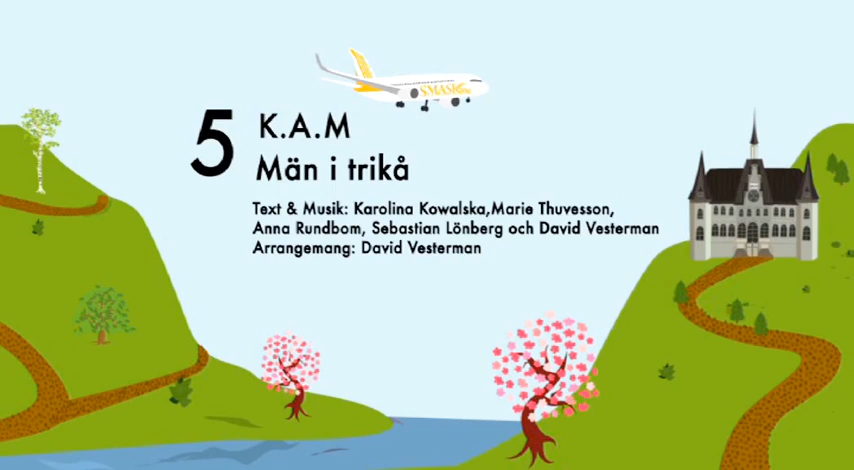 SMASK
5
K.A.M
Män i trikå
Text & Musik: Karolina Kowalska,Marie Thuvesson,
Anna Rundbom, Sebastian Lönberg och David Vesterman
Arrangemang: David Vesterman